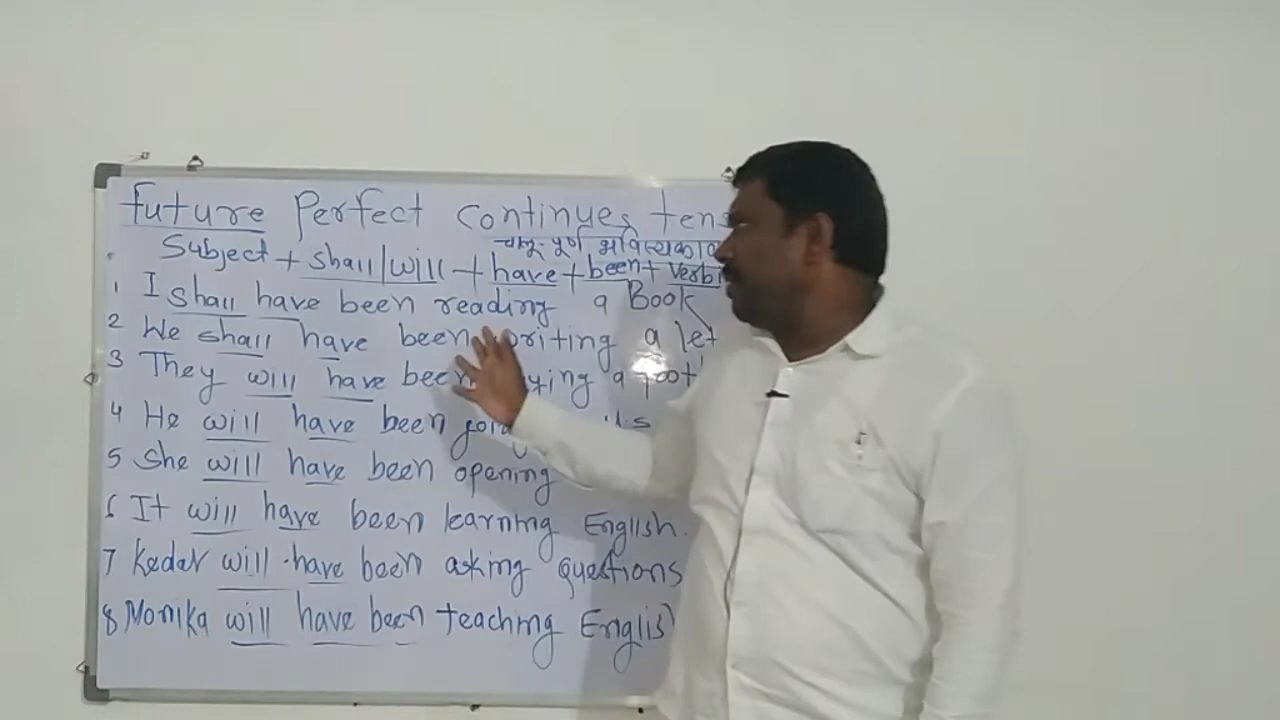 Future Perfect Continues
चालू-पूर्ण
Subject + shall/will + have + been +
1 I shall have been reading a Book
2 We shall have been writing a
3 They will have been a
4 He will have been
5 She will have been opening
6 It will have been learning English.
7 Kedar will have been asking questions
8 Monika will have been teaching